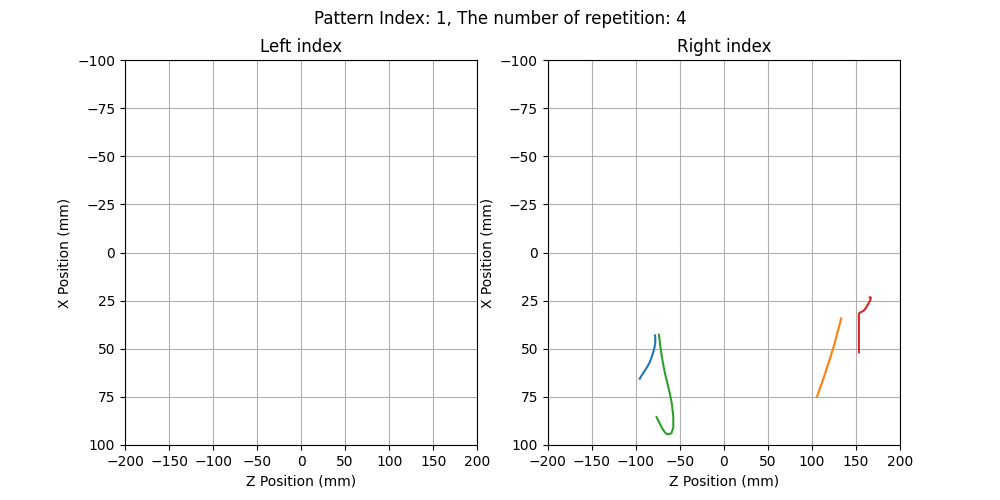 Pattern Index: 1, The number of repetition: 4
Left index
Right index
−100
−75
−50
−25
0
25
50
75
100
X Position (mm)
−200 −150 −100 −50 0 50 100 150 200
Z Position (mm)
−100
−75
−50
−25
0
25
50
75
100
X Position (mm)
−200 −150 −100 −50 0 50 100 150 200
Z Position (mm)